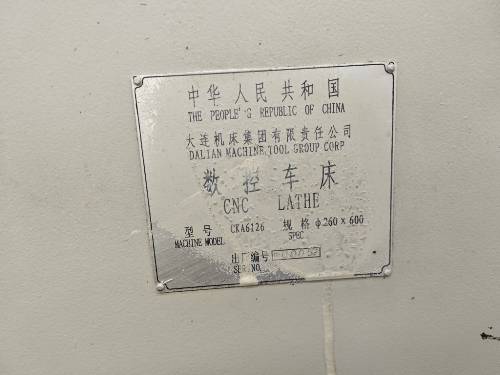 中华人民共和国
THE PEOPLE'G REPUBLIC OF CHINA
大连机床集团有限责任公司
DALIAN MACHINE TOOL GROUP CORP
数控车床
CNC LATHE
型号 CKA6126 规格 φ260 x 600
MACHINE MODEL SPEC
出厂编号
SER.NO.